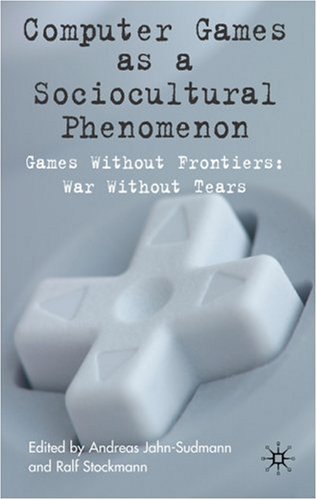 Computer Games
as a
Sociocultural
Phenomenon
Games Without Frontiers:
War Without Tears
Edited by Andreas Jahn-Sudmann
and Ralf Stockmann